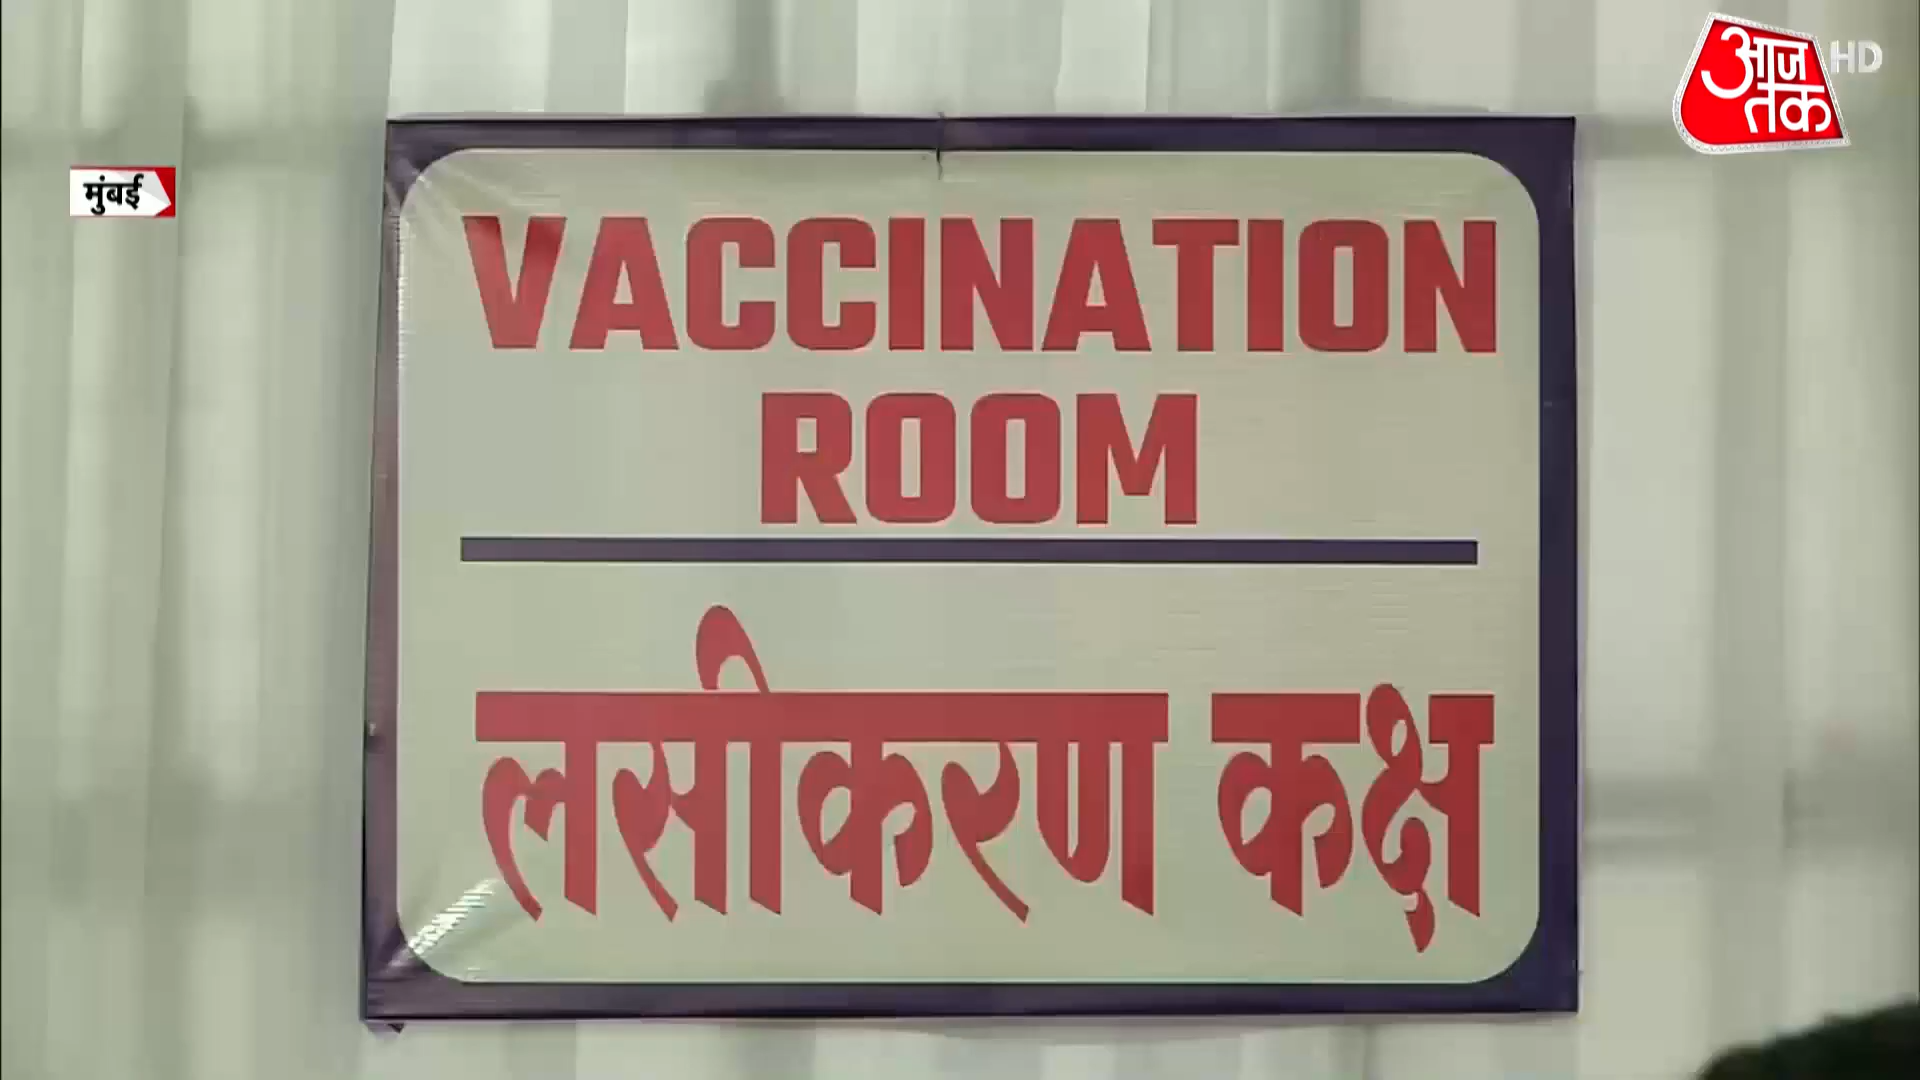 आज
तक HD
मुंबई
VACCINATION
ROOM
लसीकरण कक्ष